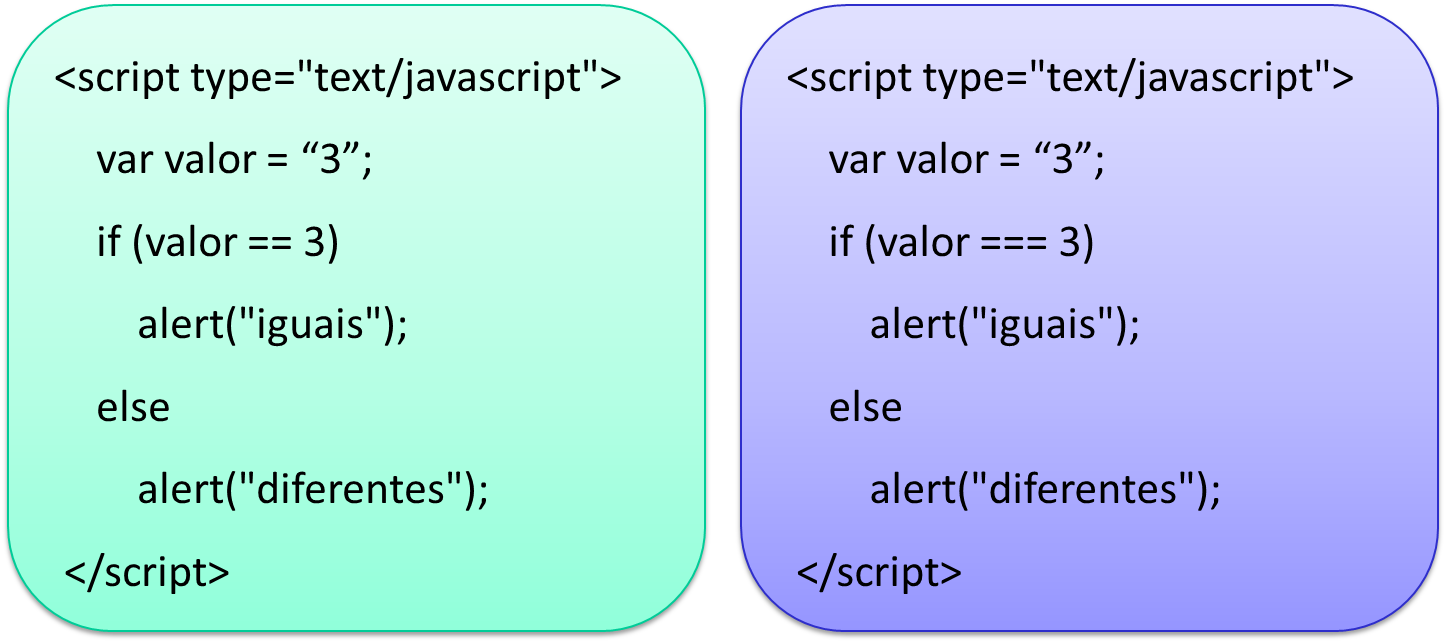 <script type="text/javascript">
var valor = “3”;
if (valor == 3)
alert("iguais");
else
alert("diferentes");
</script>
<script type="text/javascript">
var valor = “3”;
if (valor === 3)
alert("iguais");
else
alert("diferentes");
</script>